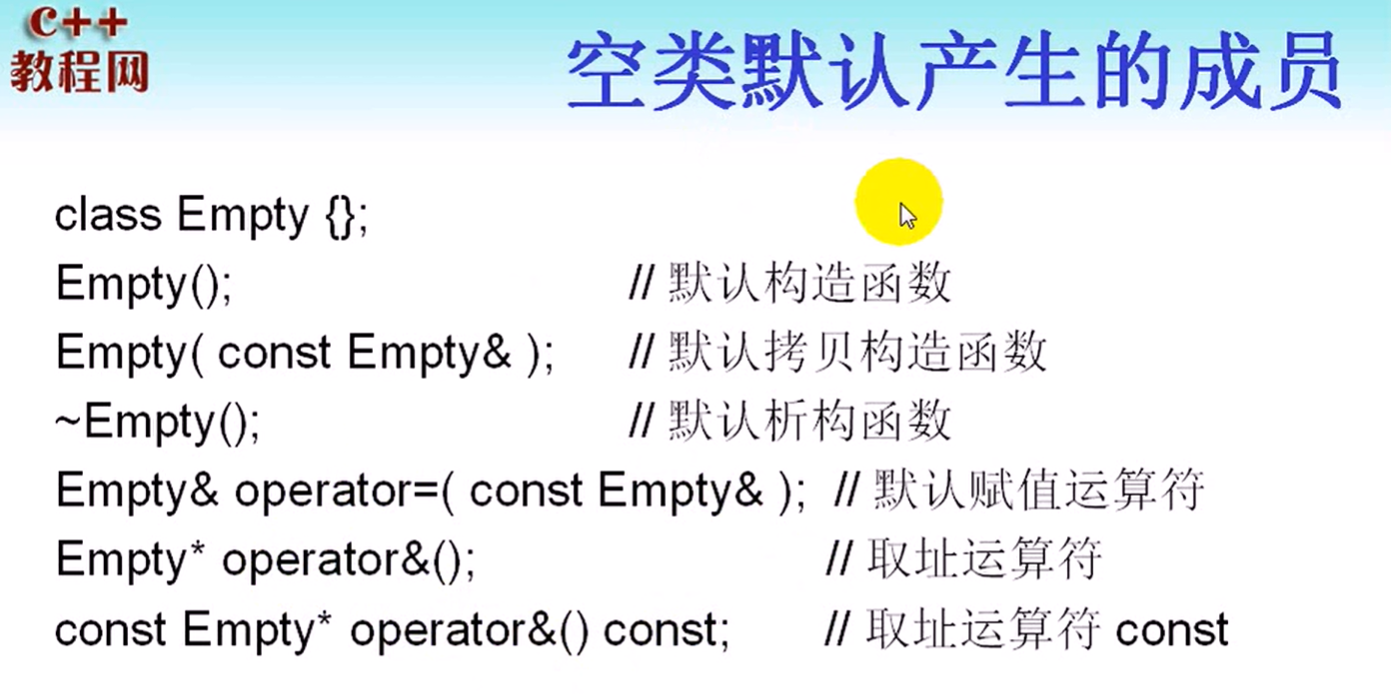 C++
教程网
空类默认产生的成员
class Empty {};
Empty(); // 默认构造函数
Empty( const Empty& ); // 默认拷贝构造函数
~Empty(); // 默认析构函数
Empty& operator=( const Empty& ); // 默认赋值运算符
Empty* operator&(); // 取址运算符
const Empty* operator&() const; // 取址运算符 const